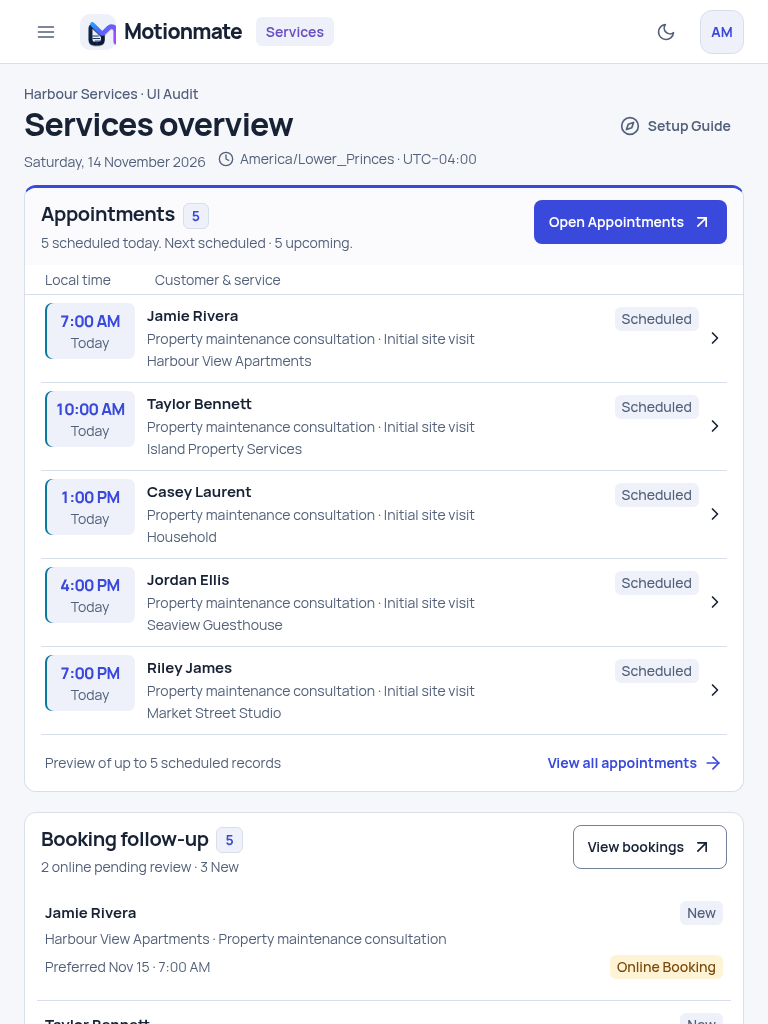 Motionmate Services AM
Harbour Services · UI Audit
Services overview
Setup Guide
Saturday, 14 November 2026 America/Lower_Princes · UTC−04:00
Appointments 5
5 scheduled today. Next scheduled · 5 upcoming.
Open Appointments
Local time Customer & service
7:00 AM
Today
Jamie Rivera
Property maintenance consultation · Initial site visit
Harbour View Apartments
Scheduled
10:00 AM
Today
Taylor Bennett
Property maintenance consultation · Initial site visit
Island Property Services
Scheduled
1:00 PM
Today
Casey Laurent
Property maintenance consultation · Initial site visit
Household
Scheduled
4:00 PM
Today
Jordan Ellis
Property maintenance consultation · Initial site visit
Seaview Guesthouse
Scheduled
7:00 PM
Today
Riley James
Property maintenance consultation · Initial site visit
Market Street Studio
Scheduled
Preview of up to 5 scheduled records View all appointments
Booking follow-up 5
2 online pending review · 3 New
View bookings
Jamie Rivera New
Harbour View Apartments · Property maintenance consultation
Preferred Nov 15 · 7:00 AM Online Booking
Taylor Bennett New